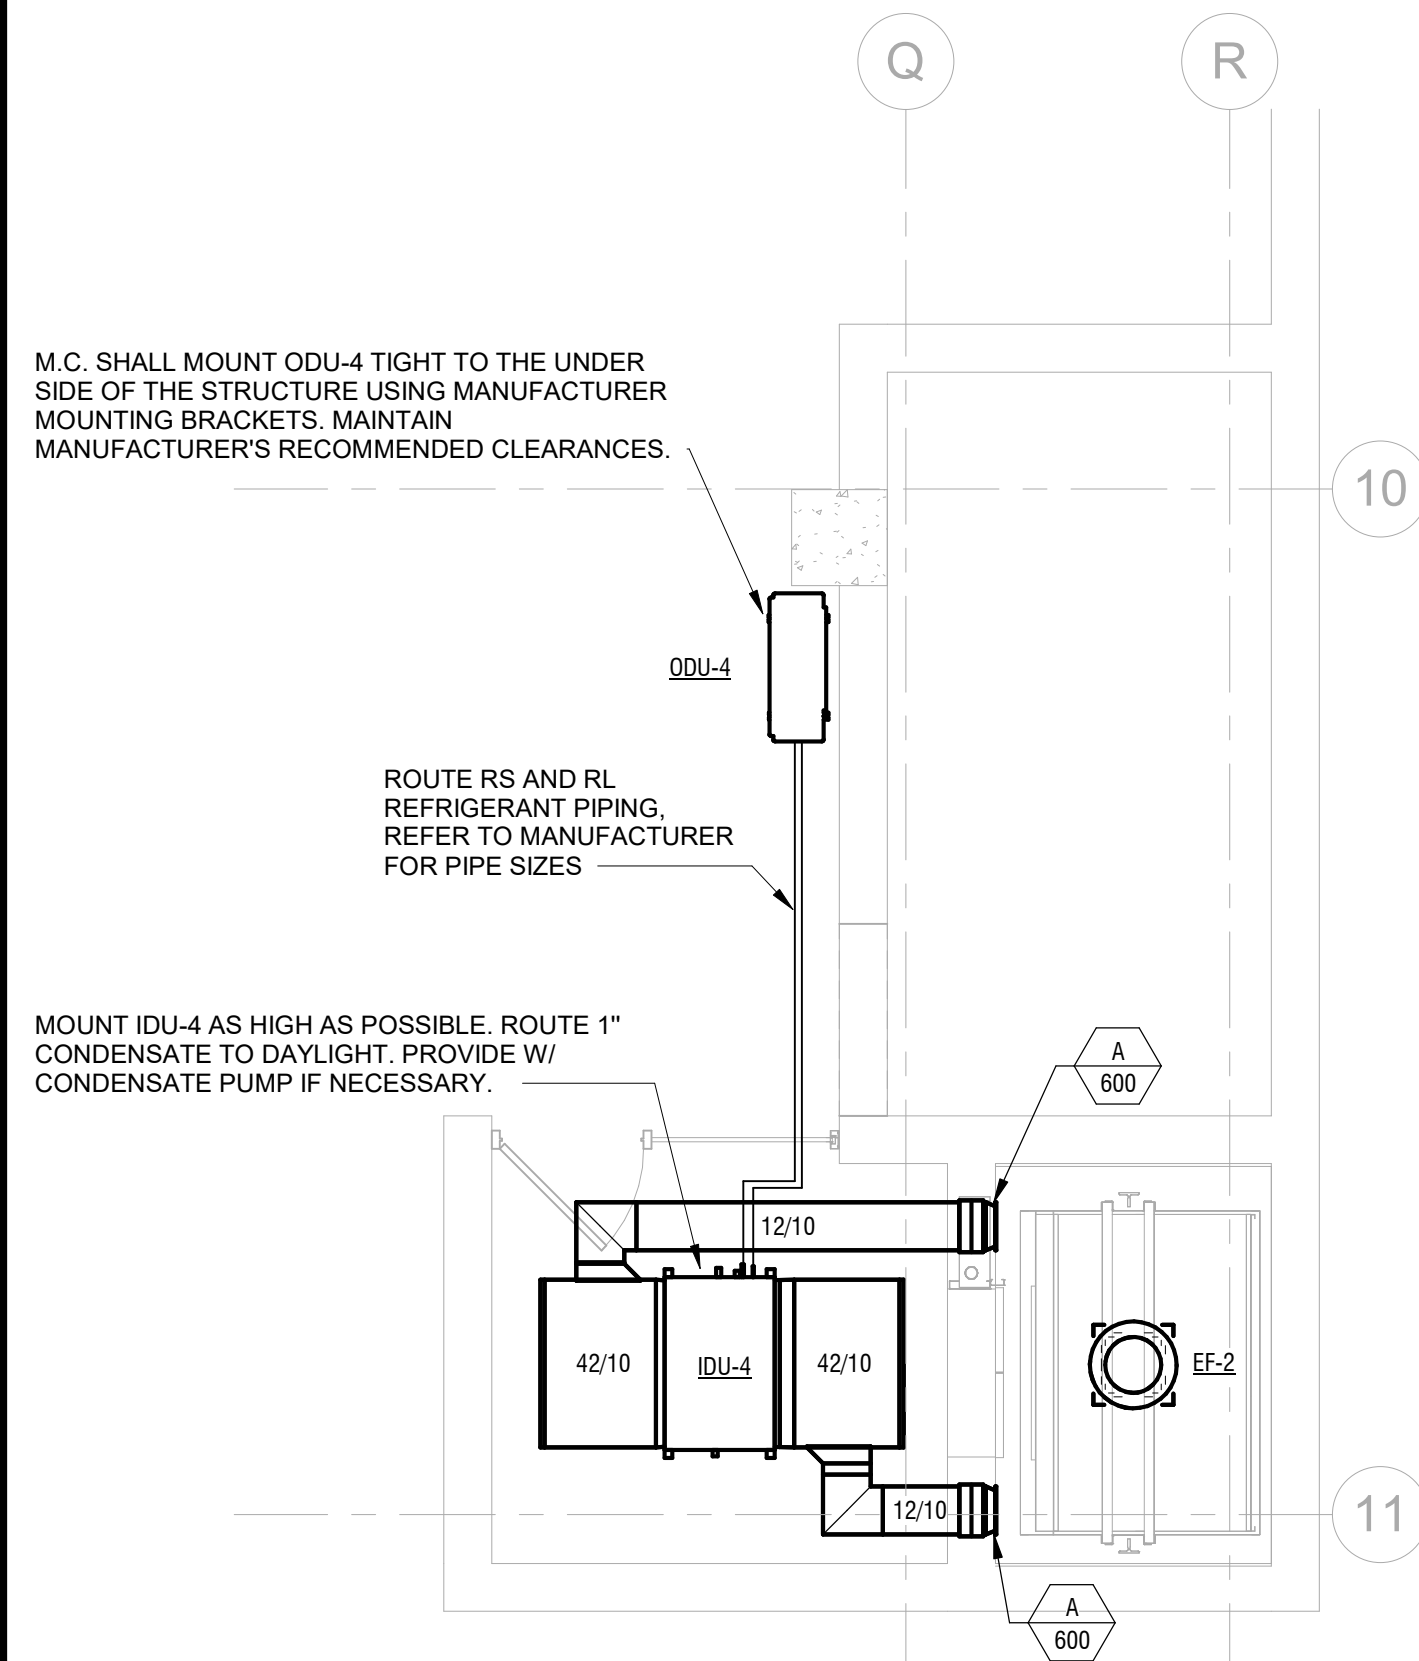 Q
R
M.C. SHALL MOUNT ODU-4 TIGHT TO THE UNDER
SIDE OF THE STRUCTURE USING MANUFACTURER
MOUNTING BRACKETS. MAINTAIN
MANUFACTURER'S RECOMMENDED CLEARANCES.
10
ODU-4
ROUTE RS AND RL
REFRIGERANT PIPING,
REFER TO MANUFACTURER
FOR PIPE SIZES
MOUNT IDU-4 AS HIGH AS POSSIBLE. ROUTE 1"
CONDENSATE TO DAYLIGHT. PROVIDE W/
CONDENSATE PUMP IF NECESSARY.
A
600
12/10
42/10
IDU-4
42/10
EF-2
12/10
11
A
600